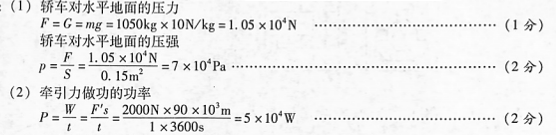 ：（1）轿车对水平地面的压力
F=G=mg=1050kg×10N/kg=1.05×10⁴N ……………………………（1分）
轿车对水平地面的压强
p=F/S=1.05×10⁴N/0.15m²=7×10⁴Pa ……………………………（2分）
（2）牵引力做功的功率
P=W/t=F's/t=2000N×90×10³m/1×3600s=5×10⁴W ……………………………（2分）